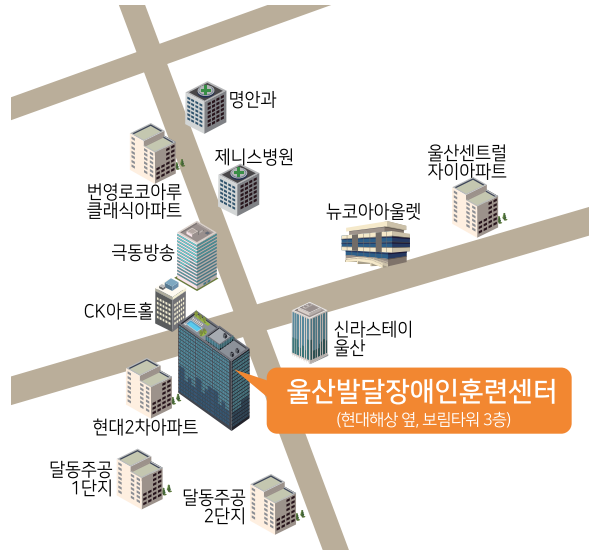 명안과
제니스병원
번영로코아루
클래식아파트
울산센트럴
자이아파트
뉴코아아울렛
극동방송
CK아트홀
신라스테이
울산
울산발달장애인훈련센터
(현대해상 옆, 보림타워 3층)
현대2차아파트
달동주공
1단지
달동주공
2단지